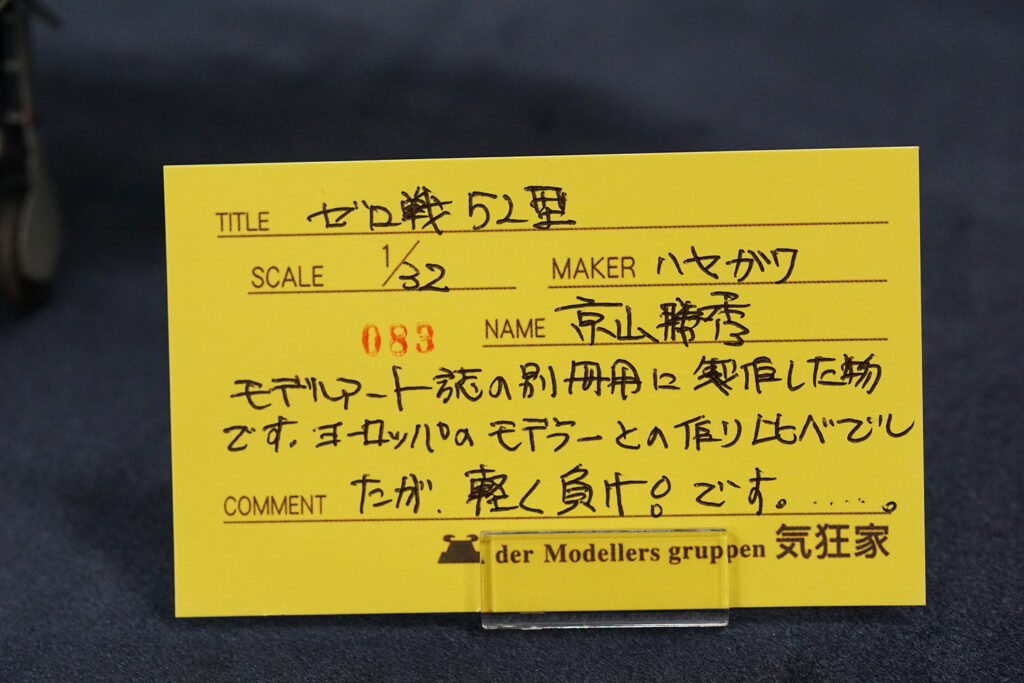 TITLE ゼロ戦 52型
SCALE 1/32 MAKER ハセガワ
083 NAME 京山勝秀
モデルアート誌の別冊用に製作した物
です。ヨーロッパのモデラーとの作り比べでし
COMMENT たが、軽く負け!です。……。
der Modellers gruppen 気狂家